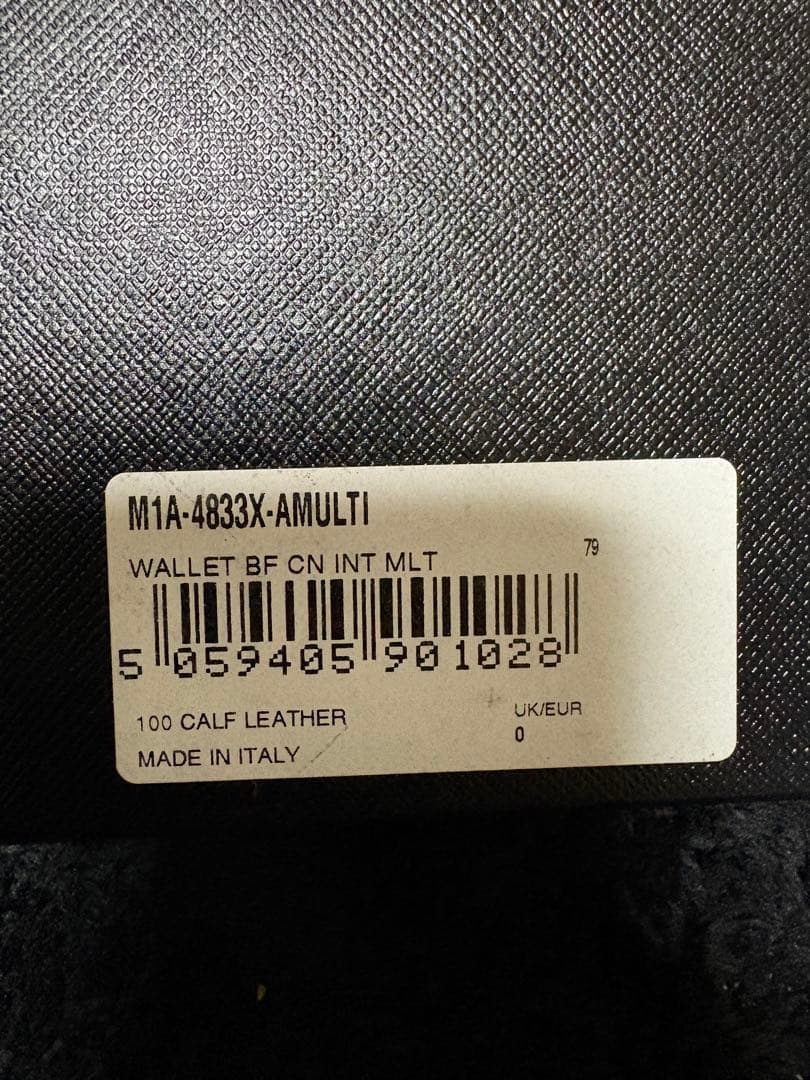 M1A-4833X-AMULTI
WALLET BF CN INT MLT 79
5 059405 901028
100 CALF LEATHER UK/EUR
MADE IN ITALY 0